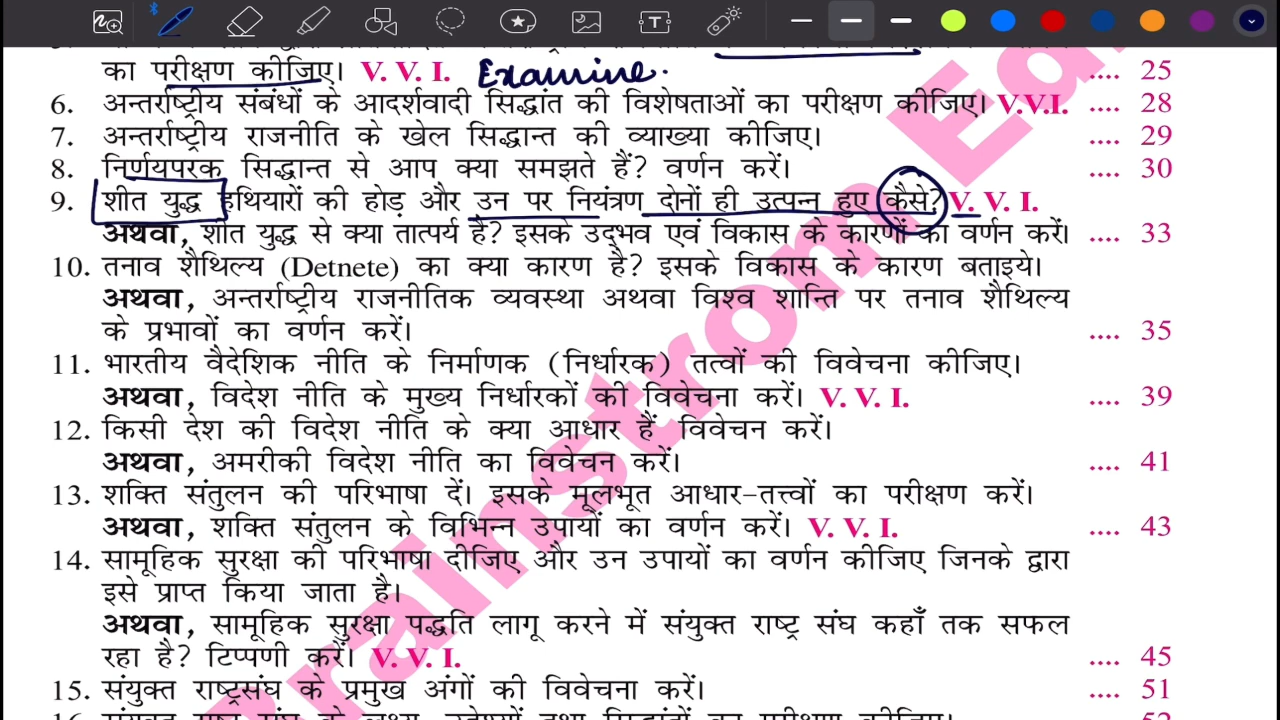 का परीक्षण कीजिए। V. V. I. Examine. .... 25
6. अन्तर्राष्ट्रीय संबंधों के आदर्शवादी सिद्धांत की विशेषताओं का परीक्षण कीजिए। V.V.I. .... 28
7. अन्तर्राष्ट्रीय राजनीति के खेल सिद्धान्त की व्याख्या कीजिए। .... 29
8. निर्णयपरक सिद्धान्त से आप क्या समझते हैं? वर्णन करें। .... 30
9. शीत युद्ध हथियारों की होड़ और उन पर नियंत्रण दोनों ही उत्पन्न हुए कैसे? V. V. I.
अथवा, शीत युद्ध से क्या तात्पर्य है? इसके उद्भव एवं विकास के कारणों का वर्णन करें। .... 33
10. तनाव शैथिल्य (Detnete) का क्या कारण है? इसके विकास के कारण बताइये।
अथवा, अन्तर्राष्ट्रीय राजनीतिक व्यवस्था अथवा विश्व शान्ति पर तनाव शैथिल्य
के प्रभावों का वर्णन करें। .... 35
11. भारतीय वैदेशिक नीति के निर्माणक (निर्धारक) तत्वों की विवेचना कीजिए।
अथवा, विदेश नीति के मुख्य निर्धारकों की विवेचना करें। V. V. I. .... 39
12. किसी देश की विदेश नीति के क्या आधार हैं विवेचन करें।
अथवा, अमरीकी विदेश नीति का विवेचन करें। .... 41
13. शक्ति संतुलन की परिभाषा दें। इसके मूलभूत आधार-तत्त्वों का परीक्षण करें।
अथवा, शक्ति संतुलन के विभिन्न उपायों का वर्णन करें। V. V. I. .... 43
14. सामूहिक सुरक्षा की परिभाषा दीजिए और उन उपायों का वर्णन कीजिए जिनके द्वारा
इसे प्राप्त किया जाता है।
अथवा, सामूहिक सुरक्षा पद्धति लागू करने में संयुक्त राष्ट्र संघ कहाँ तक सफल
रहा है? टिप्पणी करें। V. V. I. .... 45
15. संयुक्त राष्ट्रसंघ के प्रमुख अंगों की विवेचना करें। .... 51